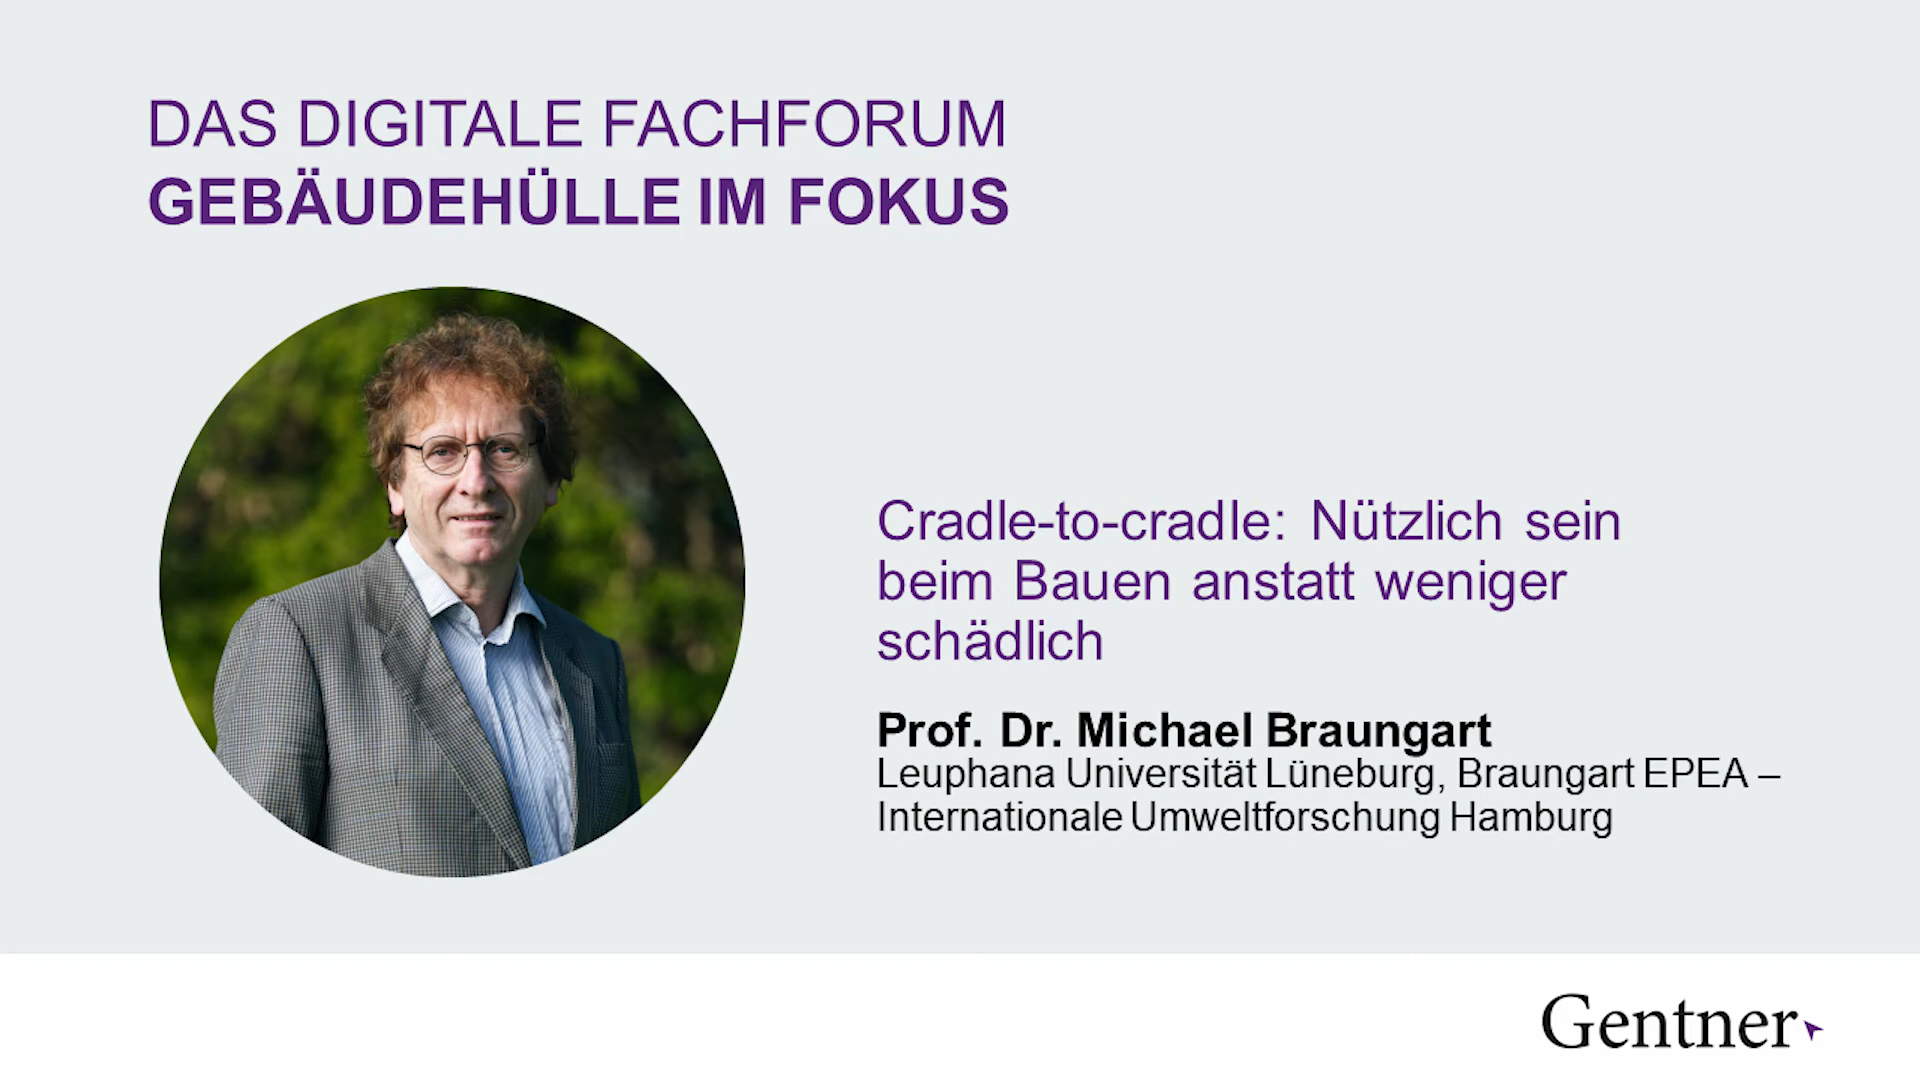 DAS DIGITALE FACHFORUM
GEBÄUDEHÜLLE IM FOKUS
Cradle-to-cradle: Nützlich sein
beim Bauen anstatt weniger
schädlich
Prof. Dr. Michael Braungart
Leuphana Universität Lüneburg, Braungart EPEA –
Internationale Umweltforschung Hamburg
Gentner